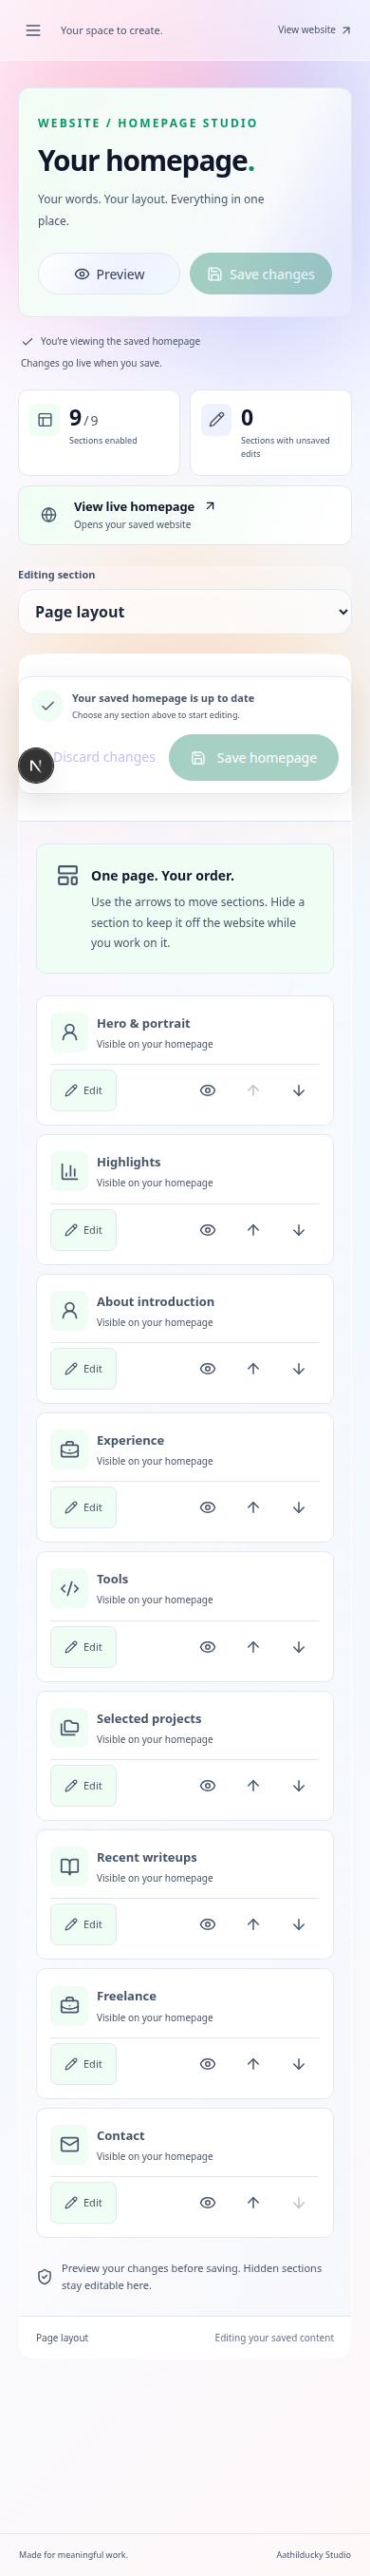 Your space to create.
View website
WEBSITE / HOMEPAGE STUDIO
Your homepage.
Your words. Your layout. Everything in one
place.
Preview
Save changes
You're viewing the saved homepage
Changes go live when you save.
9 / 9
Sections enabled
0
Sections with unsaved
edits
View live homepage
Opens your saved website
Editing section
Page layout
Your saved homepage is up to date
Choose any section above to start editing.
N
Discard changes
Save homepage
One page. Your order.
Use the arrows to move sections. Hide a
section to keep it off the website while
you work on it.
Hero & portrait
Visible on your homepage
Edit
Highlights
Visible on your homepage
Edit
About introduction
Visible on your homepage
Edit
Experience
Visible on your homepage
Edit
Tools
Visible on your homepage
Edit
Selected projects
Visible on your homepage
Edit
Recent writeups
Visible on your homepage
Edit
Freelance
Visible on your homepage
Edit
Contact
Visible on your homepage
Edit
Preview your changes before saving. Hidden sections
stay editable here.
Page layout
Editing your saved content
Made for meaningful work.
Aathilducky Studio